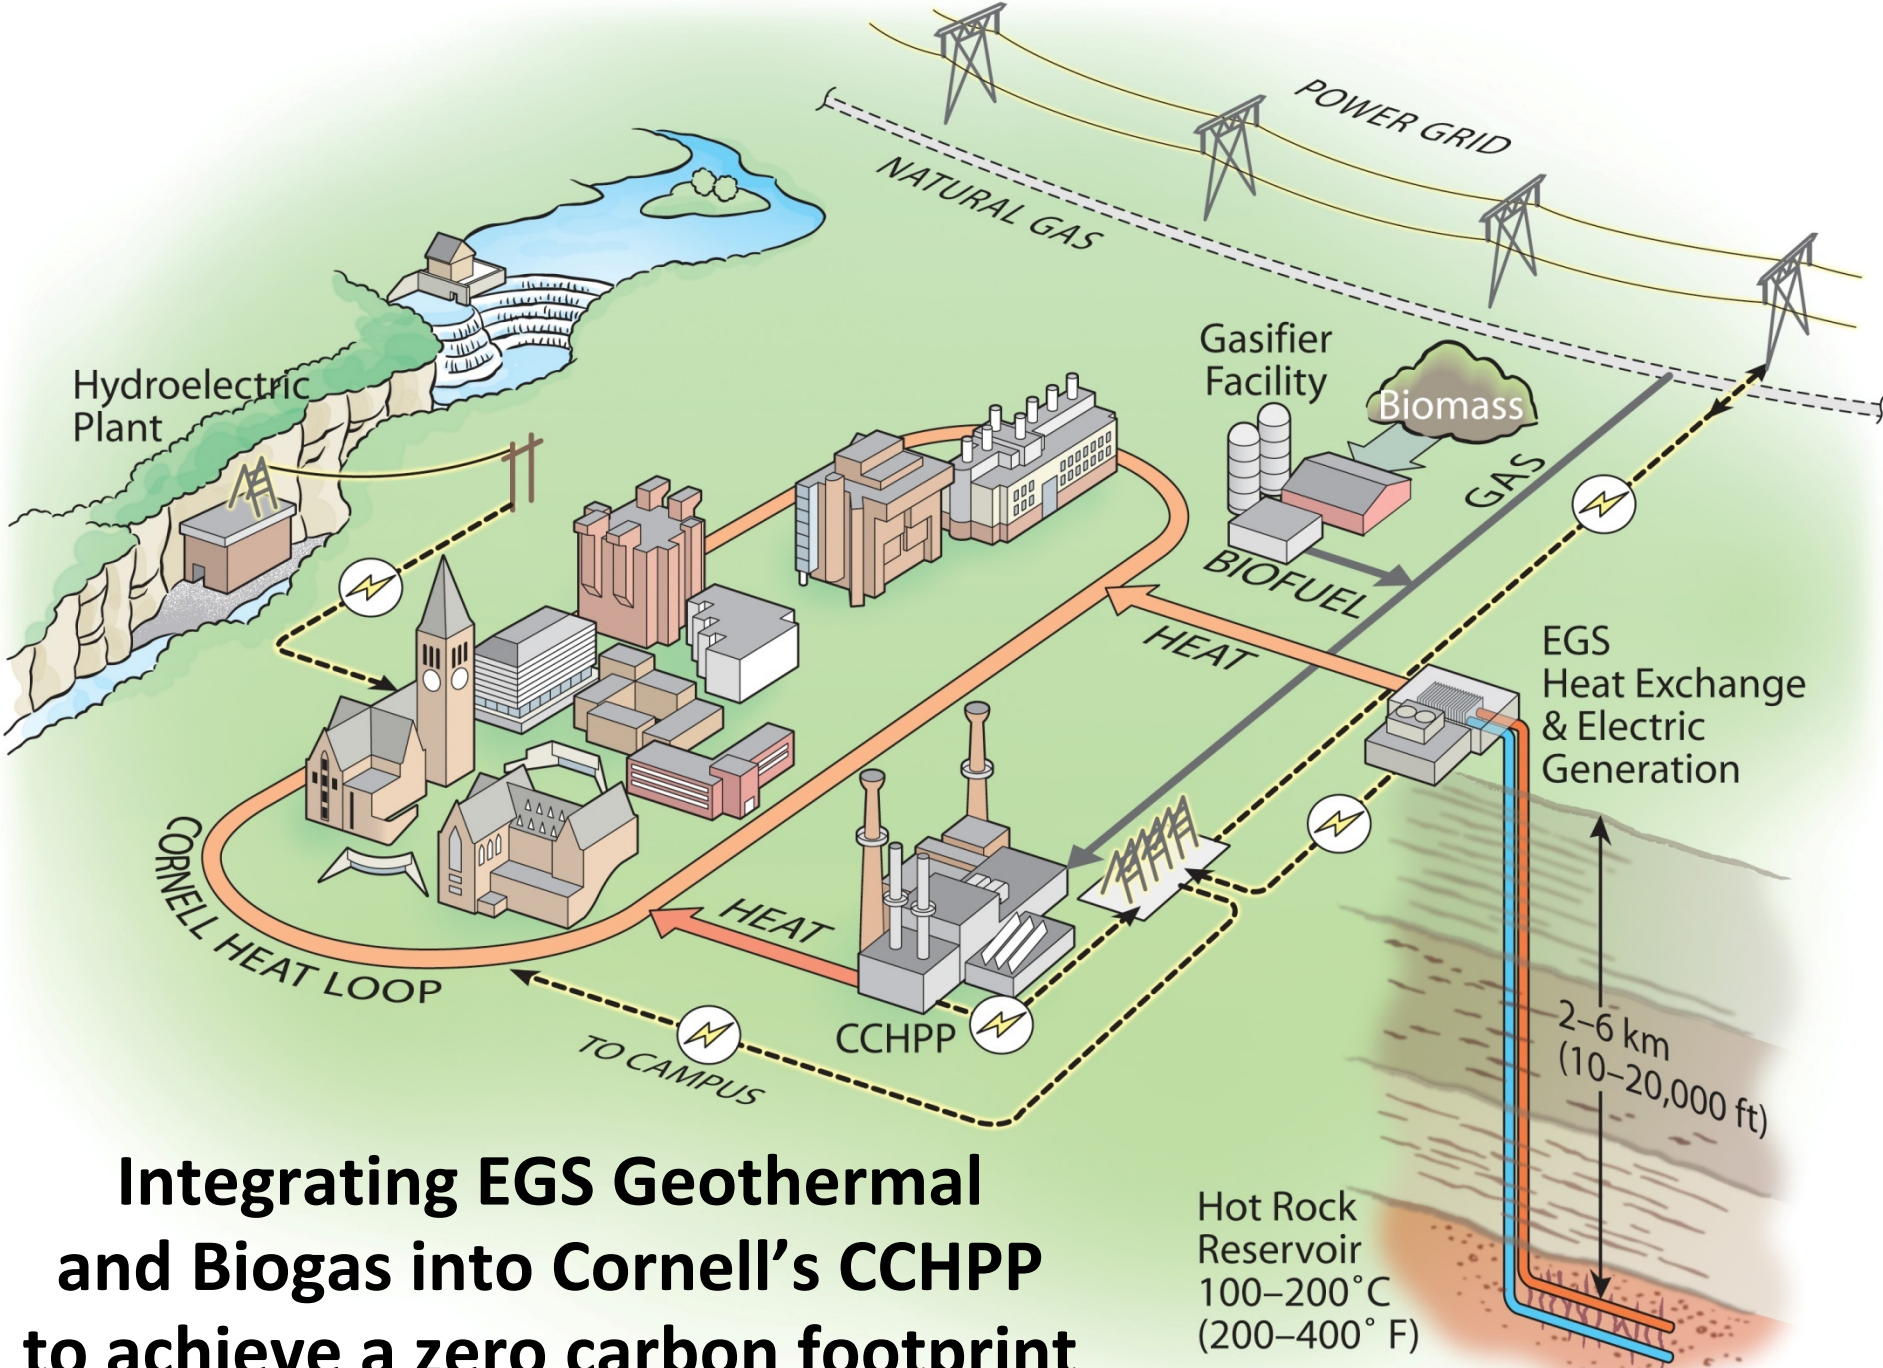 POWER GRID
NATURAL GAS
Gasifier
Facility
Biomass
Hydroelectric
Plant
GAS
BIOFUEL
HEAT
EGS
Heat Exchange
& Electric
Generation
CORNELL HEAT LOOP
HEAT
CCHPP
TO CAMPUS
2–6 km
(10–20,000 ft)
Hot Rock
Reservoir
100–200˚C
(200–400˚ F)
Integrating EGS Geothermal
and Biogas into Cornell’s CCHPP
to achieve a zero carbon footprint